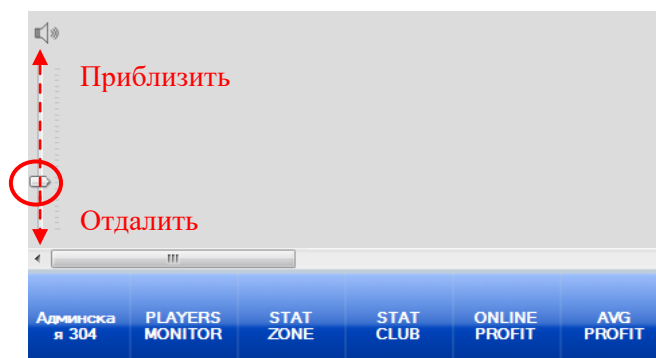 Приблизить
Отдалить
Админска
я 304
PLAYERS
MONITOR
STAT
ZONE
STAT
CLUB
ONLINE
PROFIT
AVG
PROFIT